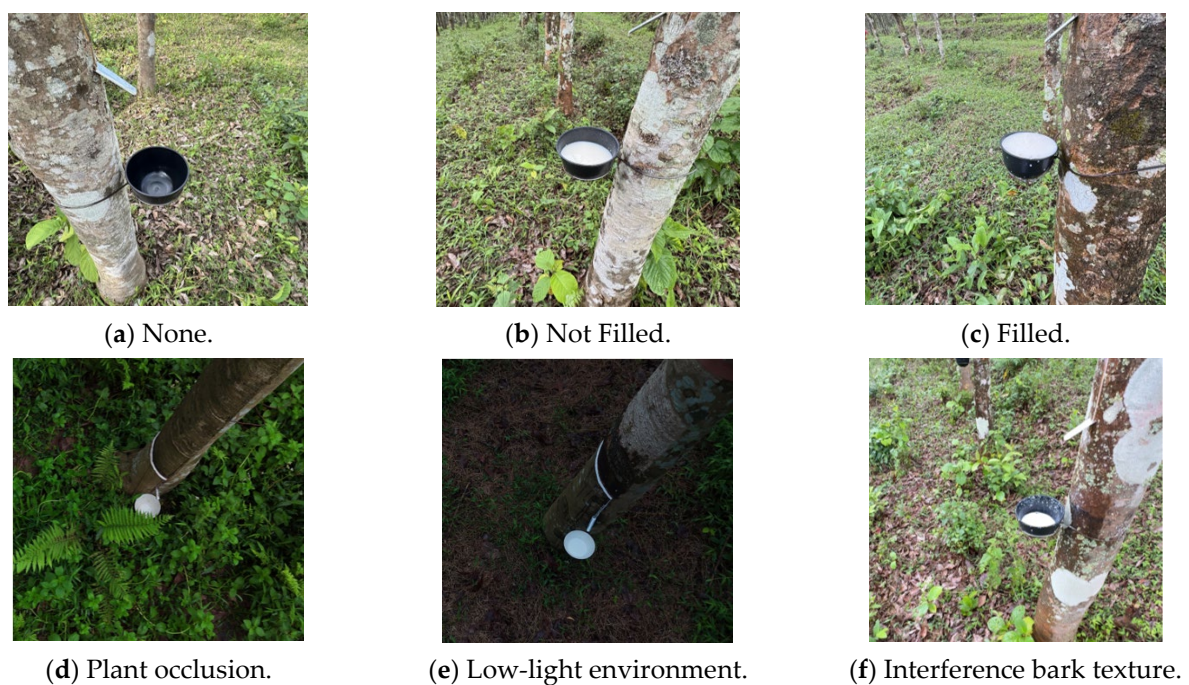 (a) None.
(b) Not Filled.
(c) Filled.
(d) Plant occlusion.
(e) Low-light environment.
(f) Interference bark texture.